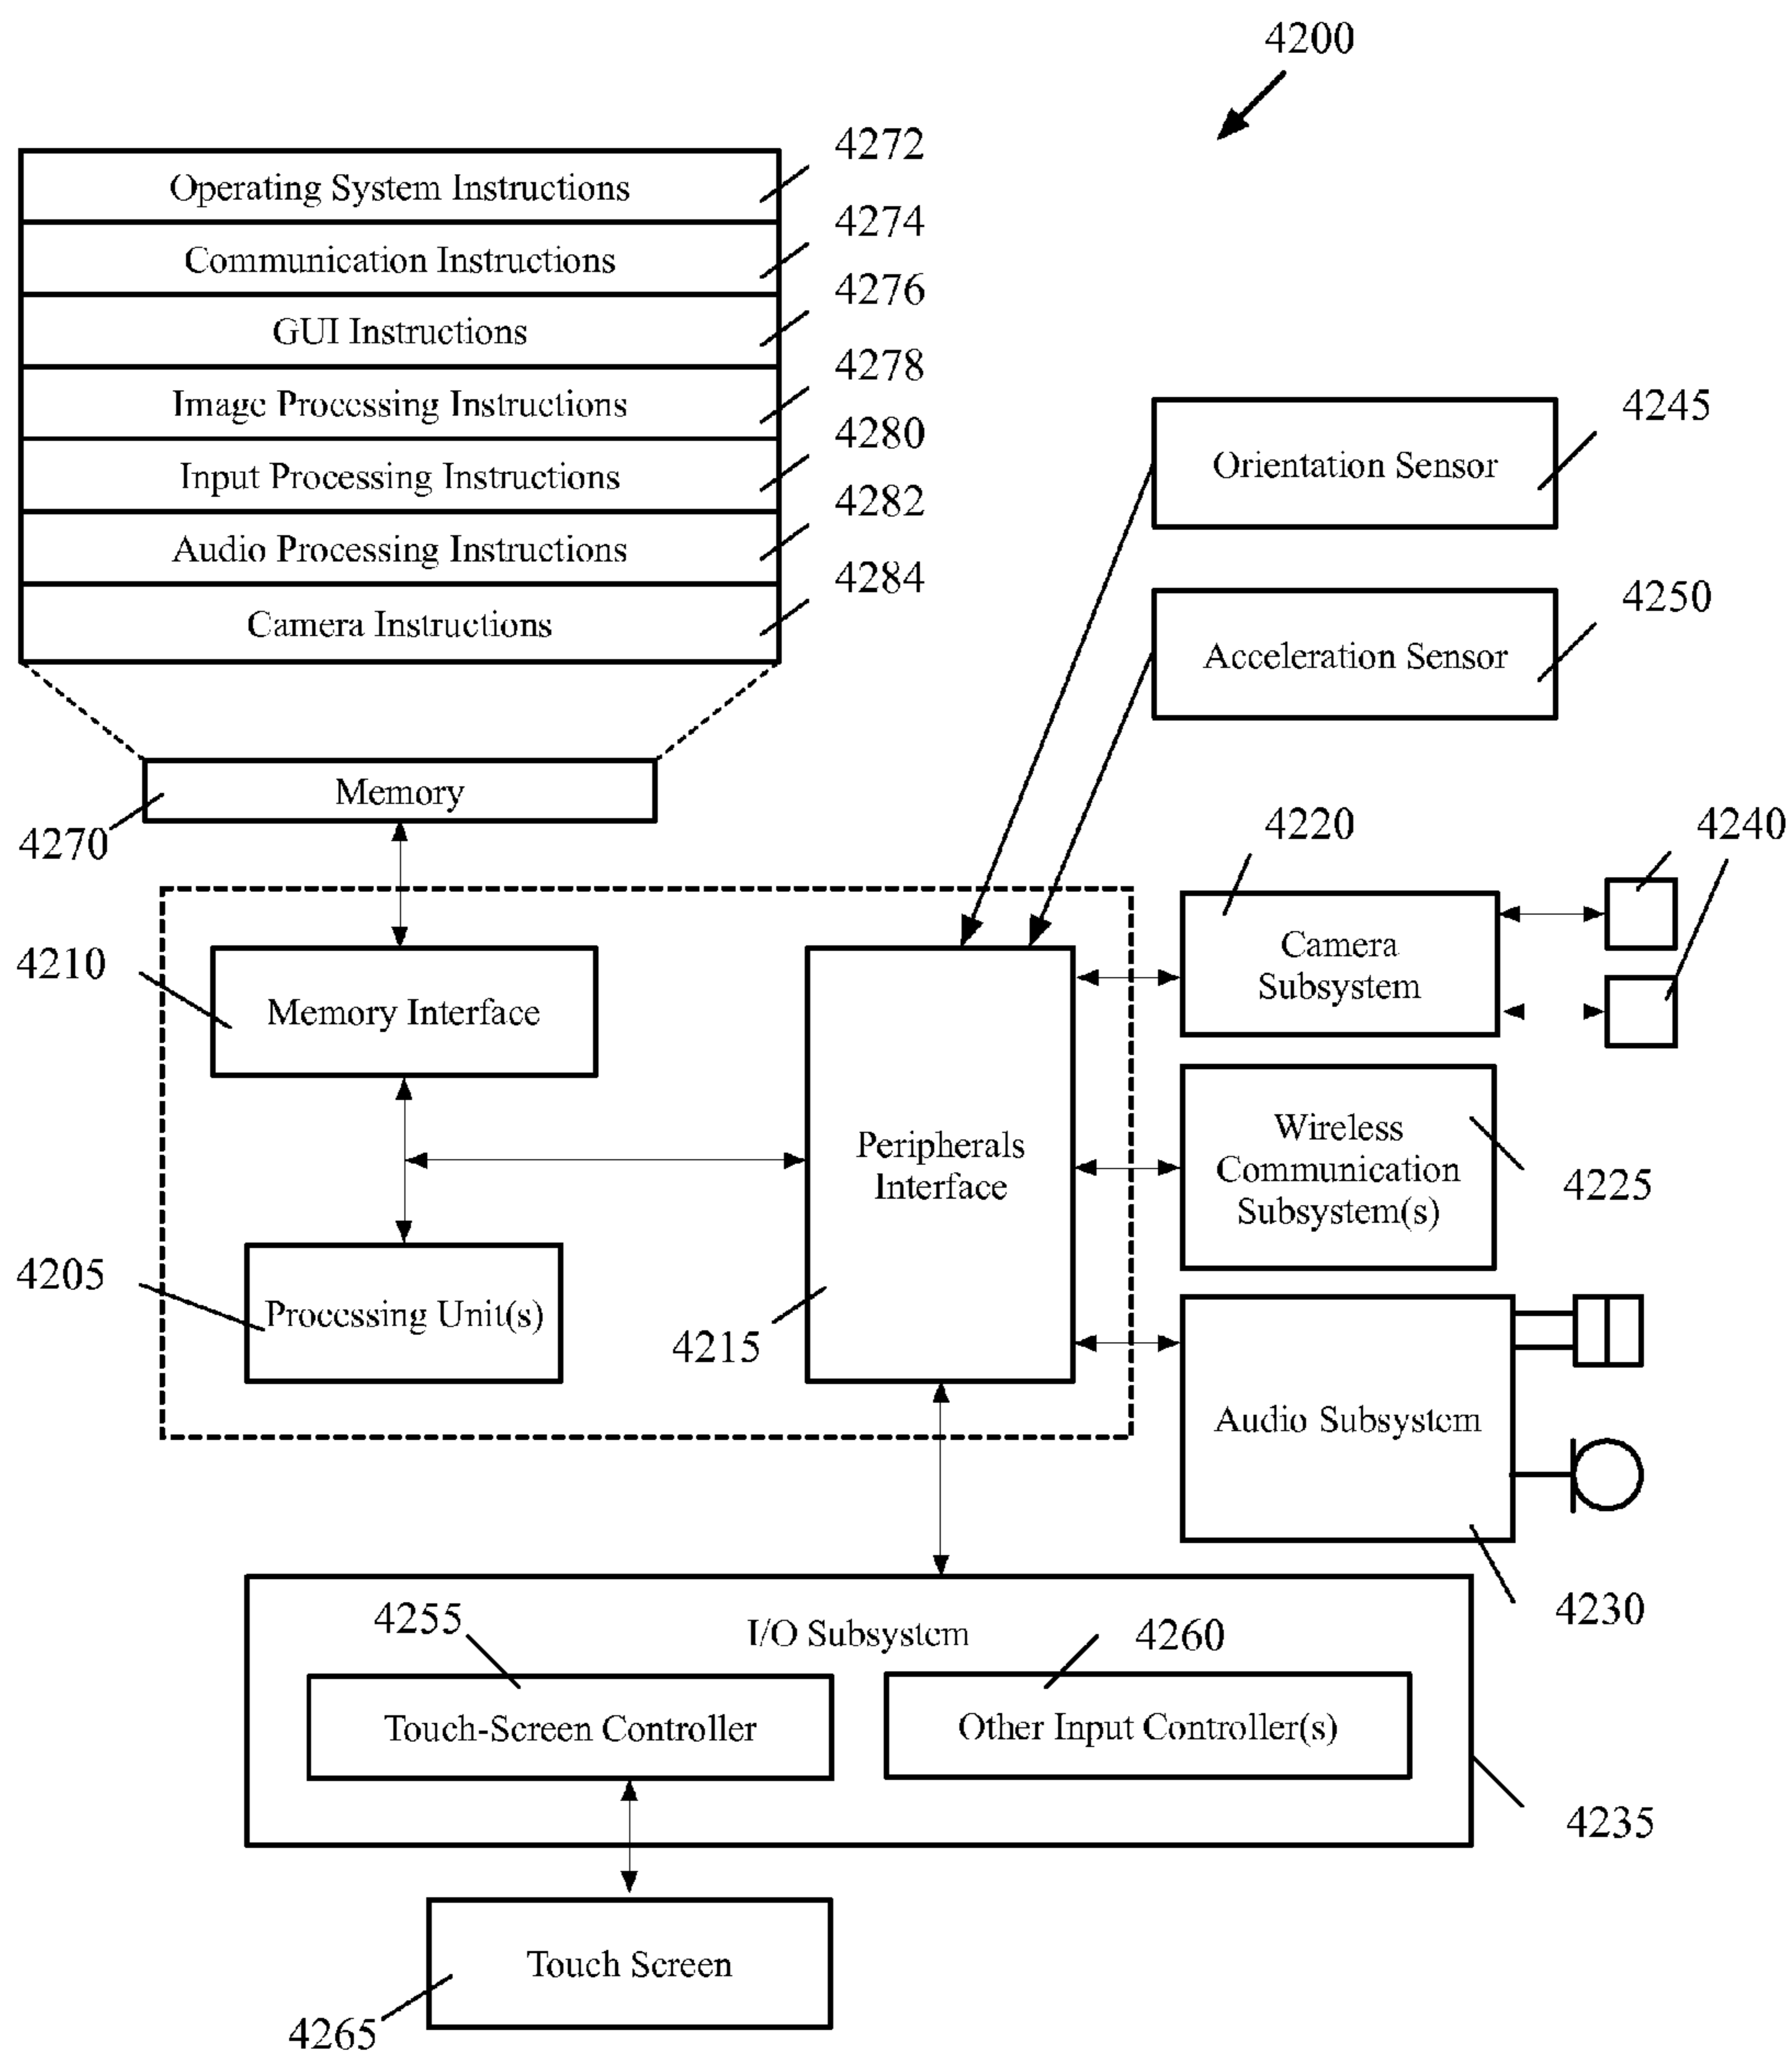 4200
4272
Operating System Instructions
4274
Communication Instructions
4276
GUI Instructions
4278
Image Processing Instructions
4280
Input Processing Instructions
4282
Audio Processing Instructions
4284
Camera Instructions
4245
Orientation Sensor
4250
Acceleration Sensor
Memory
4270
4220
4240
Camera
Subsystem
4210
Memory Interface
Peripherals
Interface
Wireless
Communication
Subsystem(s)
4225
4205
Processing Unit(s)
4215
Audio Subsystem
4230
I/O Subsystem
4255
4260
Touch-Screen Controller
Other Input Controller(s)
4235
Touch Screen
4265